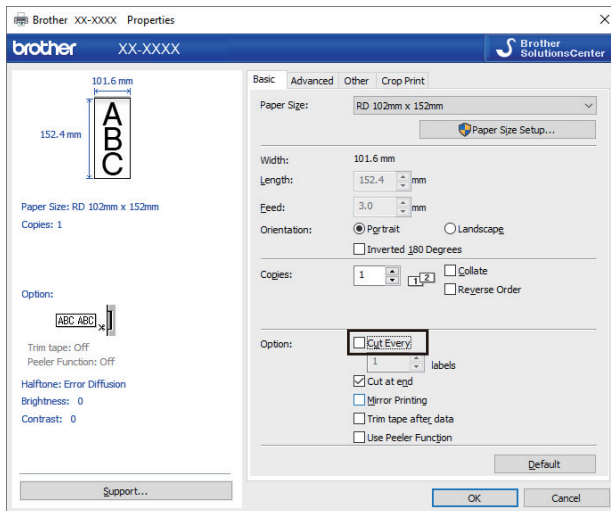 Brother XX-XXXX Properties
brother XX-XXXX Brother SolutionsCenter
101.6 mm
152.4 mm
ABC
Paper Size: RD 102mm x 152mm
Copies: 1
Option:
ABC ABC
Trim tape: Off
Peeler Function: Off
Halftone: Error Diffusion
Brightness: 0
Contrast: 0
Support...
Basic Advanced Other Crop Print
Paper Size: RD 102mm x 152mm
Paper Size Setup...
Width: 101.6 mm
Length: 152.4 mm
Feed: 3.0 mm
Orientation: Portrait Landscape
Inverted 180 Degrees
Copies: 1 1 2 Collate
Reverse Order
Option: Cut Every
1 labels
Cut at end
Mirror Printing
Trim tape after data
Use Peeler Function
Default
OK Cancel